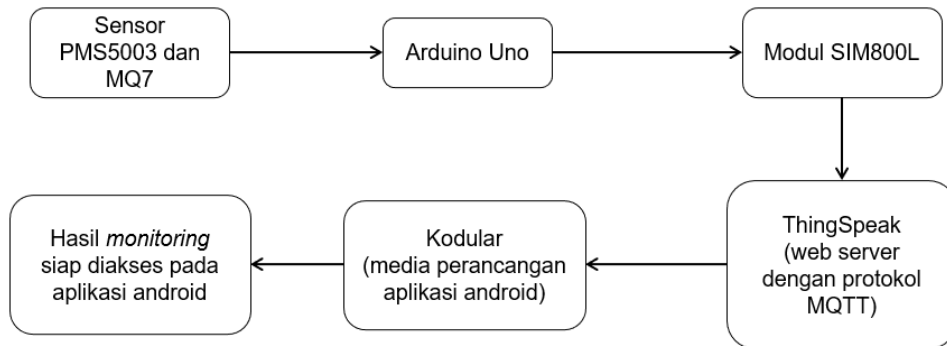 Sensor
PMS5003 dan
MQ7
Arduino Uno
Modul SIM800L
ThingSpeak
(web server
dengan protokol
MQTT)
Kodular
(media perancangan
aplikasi android)
Hasil monitoring
siap diakses pada
aplikasi android